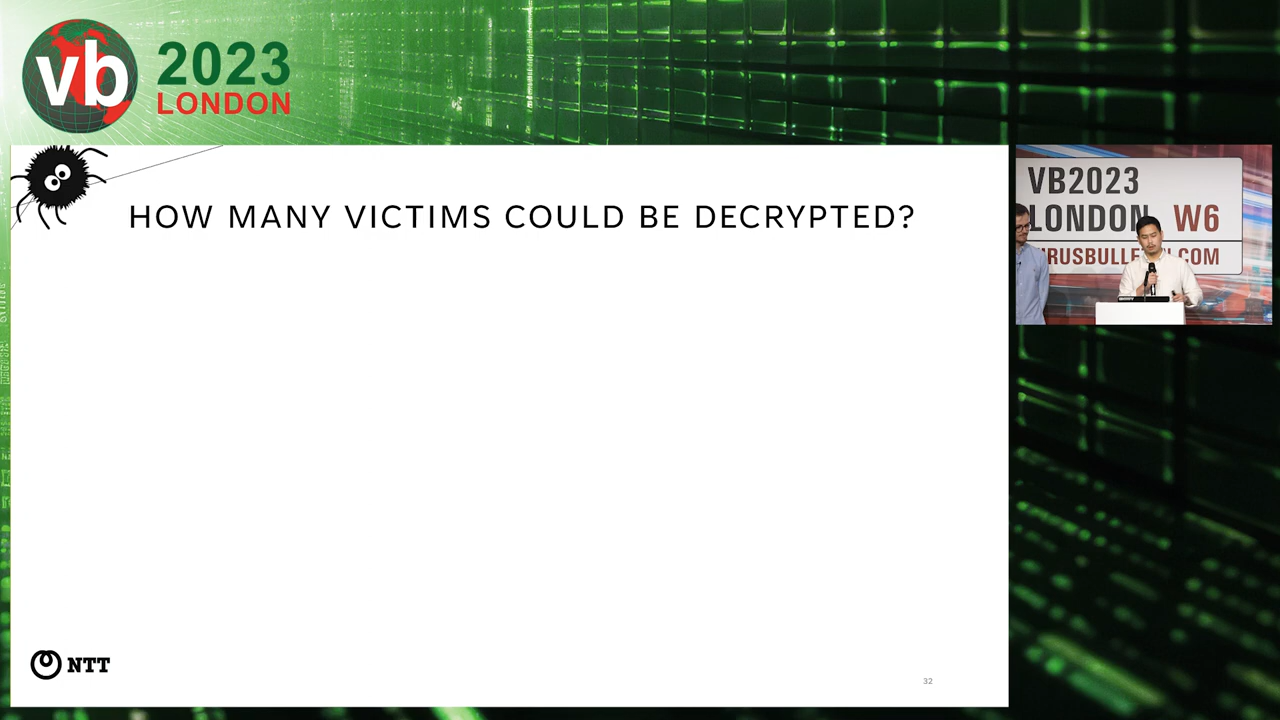 vb 2023
LONDON
HOW MANY VICTIMS COULD BE DECRYPTED?
VB2023
LONDON W6
NTT
32